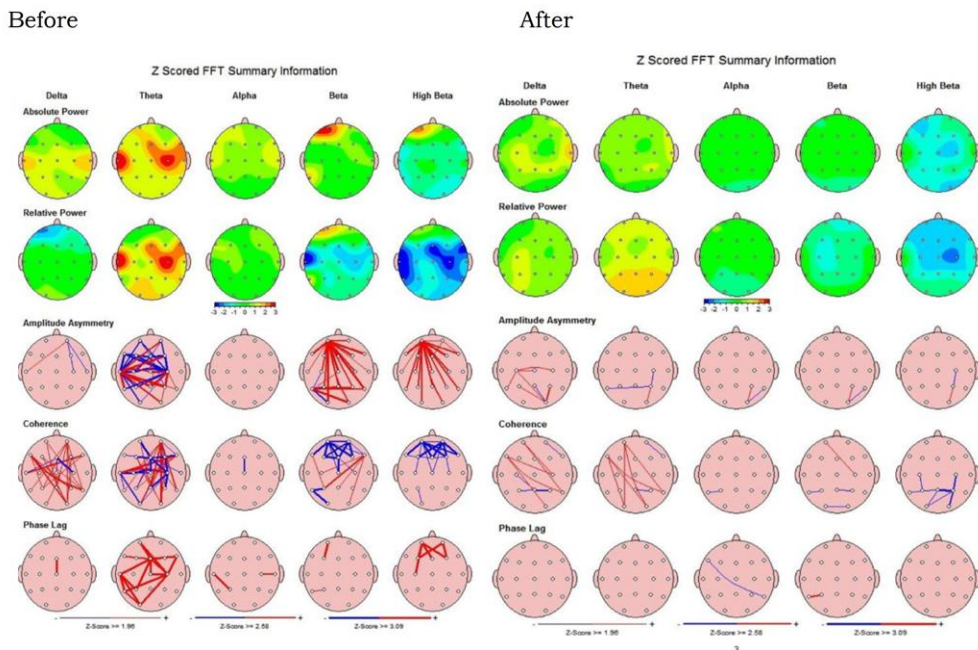 Before
After
Z Scored FFT Summary Information
Delta Theta Alpha Beta High Beta
Absolute Power
Relative Power
-3 -2 -1 0 1 2 3
Amplitude Asymmetry
Coherence
Phase Lag
- +
Z-Score >= 1.96
- +
Z-Score >= 2.58
- +
Z-Score >= 3.09
Z Scored FFT Summary Information
Delta Theta Alpha Beta High Beta
Absolute Power
Relative Power
-3 -2 -1 0 1 2 3
Amplitude Asymmetry
Coherence
Phase Lag
- +
Z-Score >= 1.96
- +
Z-Score >= 2.58
- +
Z-Score >= 3.09